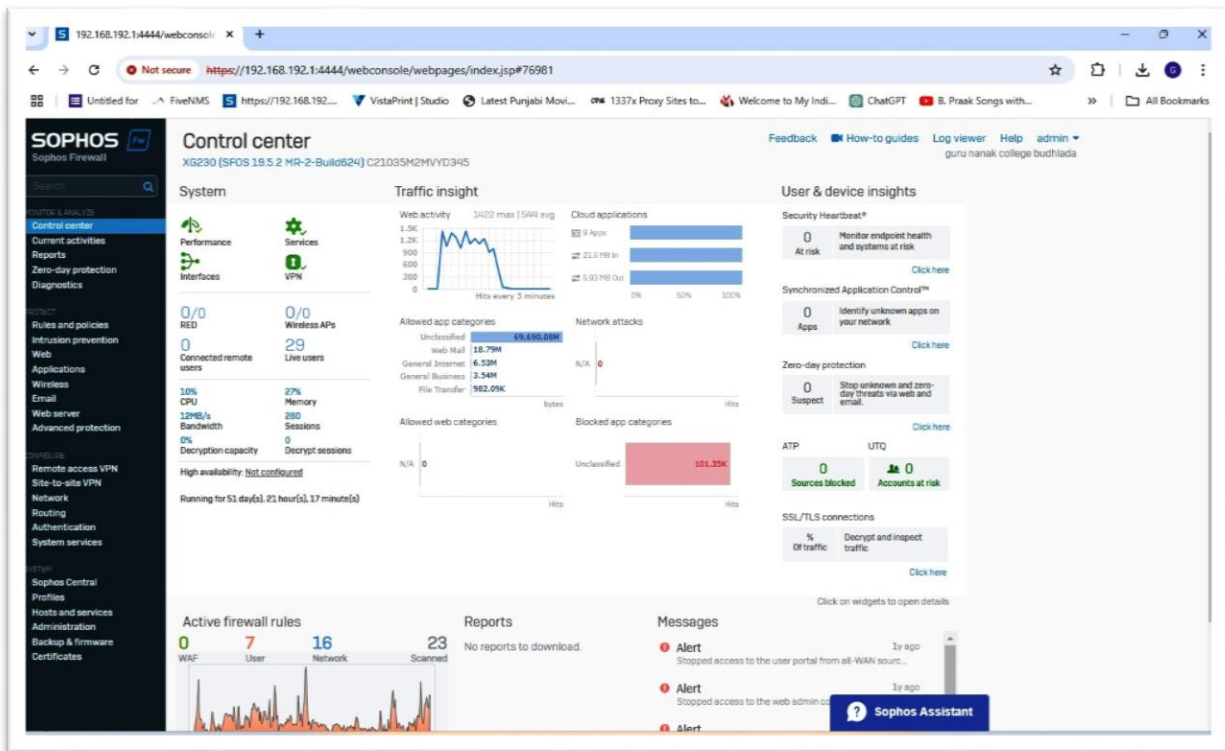 192.168.192.1:4444/webconsole
Not secure https://192.168.192.1:4444/webconsole/webpages/index.jsp#76981
Untitled for FiveNMS https://192.168.192.... VistaPrint | Studio Latest Punjabi Movi... 1337x Proxy Sites to... Welcome to My Indi... ChatGPT B. Praak Songs with... » All Bookmarks
SOPHOS
Sophos Firewall
Search
MONITOR & ANALYZE
Control center
Current activities
Reports
Zero-day protection
Diagnostics
PROTECT
Rules and policies
Intrusion prevention
Web
Applications
Wireless
Email
Web server
Advanced protection
CONFIGURE
Remote access VPN
Site-to-site VPN
Network
Routing
Authentication
System services
SYSTEM
Sophos Central
Profiles
Hosts and services
Administration
Backup & firmware
Certificates
Control center
XG230 (SFOS 18.5.2 MR-2-Build624) C21035M2MVYD345
Feedback How-to guides Log viewer Help admin
guru nanak college budhlada
System
Performance Services
Interfaces VPN
0/0 0/0
RED Wireless APs
0 29
Connected remote users Live users
10% 27%
CPU Memory
12MB/s 280
Bandwidth Sessions
0% 0
Decryption capacity Decrypt sessions
High availability: Not configured
Running for 51 day(s), 21 hour(s), 17 minute(s)
Traffic insight
Web activity 1422 max | 544 avg
1.5K
1.2K
900
600
300
0
Hits every 5 minutes
Cloud applications
9 Apps
21.9 MB In
5.93 MB Out
0% 50% 100%
Allowed app categories
Unclassified 69,690.08M
Web Mail 18.79M
General Internet 6.53M
General Business 3.54M
File Transfer 982.09K
bytes
Network attacks
N/A 0
Hits
Allowed web categories
N/A 0
Hits
Blocked app categories
Unclassified 101.35K
Hits
User & device insights
Security Heartbeat®
0 Monitor endpoint health
At risk and systems at risk
Click here
Synchronized Application Control™
0 Identify unknown apps on
Apps your network
Click here
Zero-day protection
0 Stop unknown and zero-
Suspect day threats via web and
email.
Click here
ATP UTQ
0 0
Sources blocked Accounts at risk
SSL/TLS connections
% Decrypt and inspect
Of traffic traffic
Click here
Click on widgets to open details
Active firewall rules
0 7 16 23
WAF User Network Scanned
Reports
No reports to download.
Messages
Alert 1y ago
Stopped access to the user portal from all-WAN sourc...
Alert 1y ago
Stopped access to the web admin co
Alert
Sophos Assistant